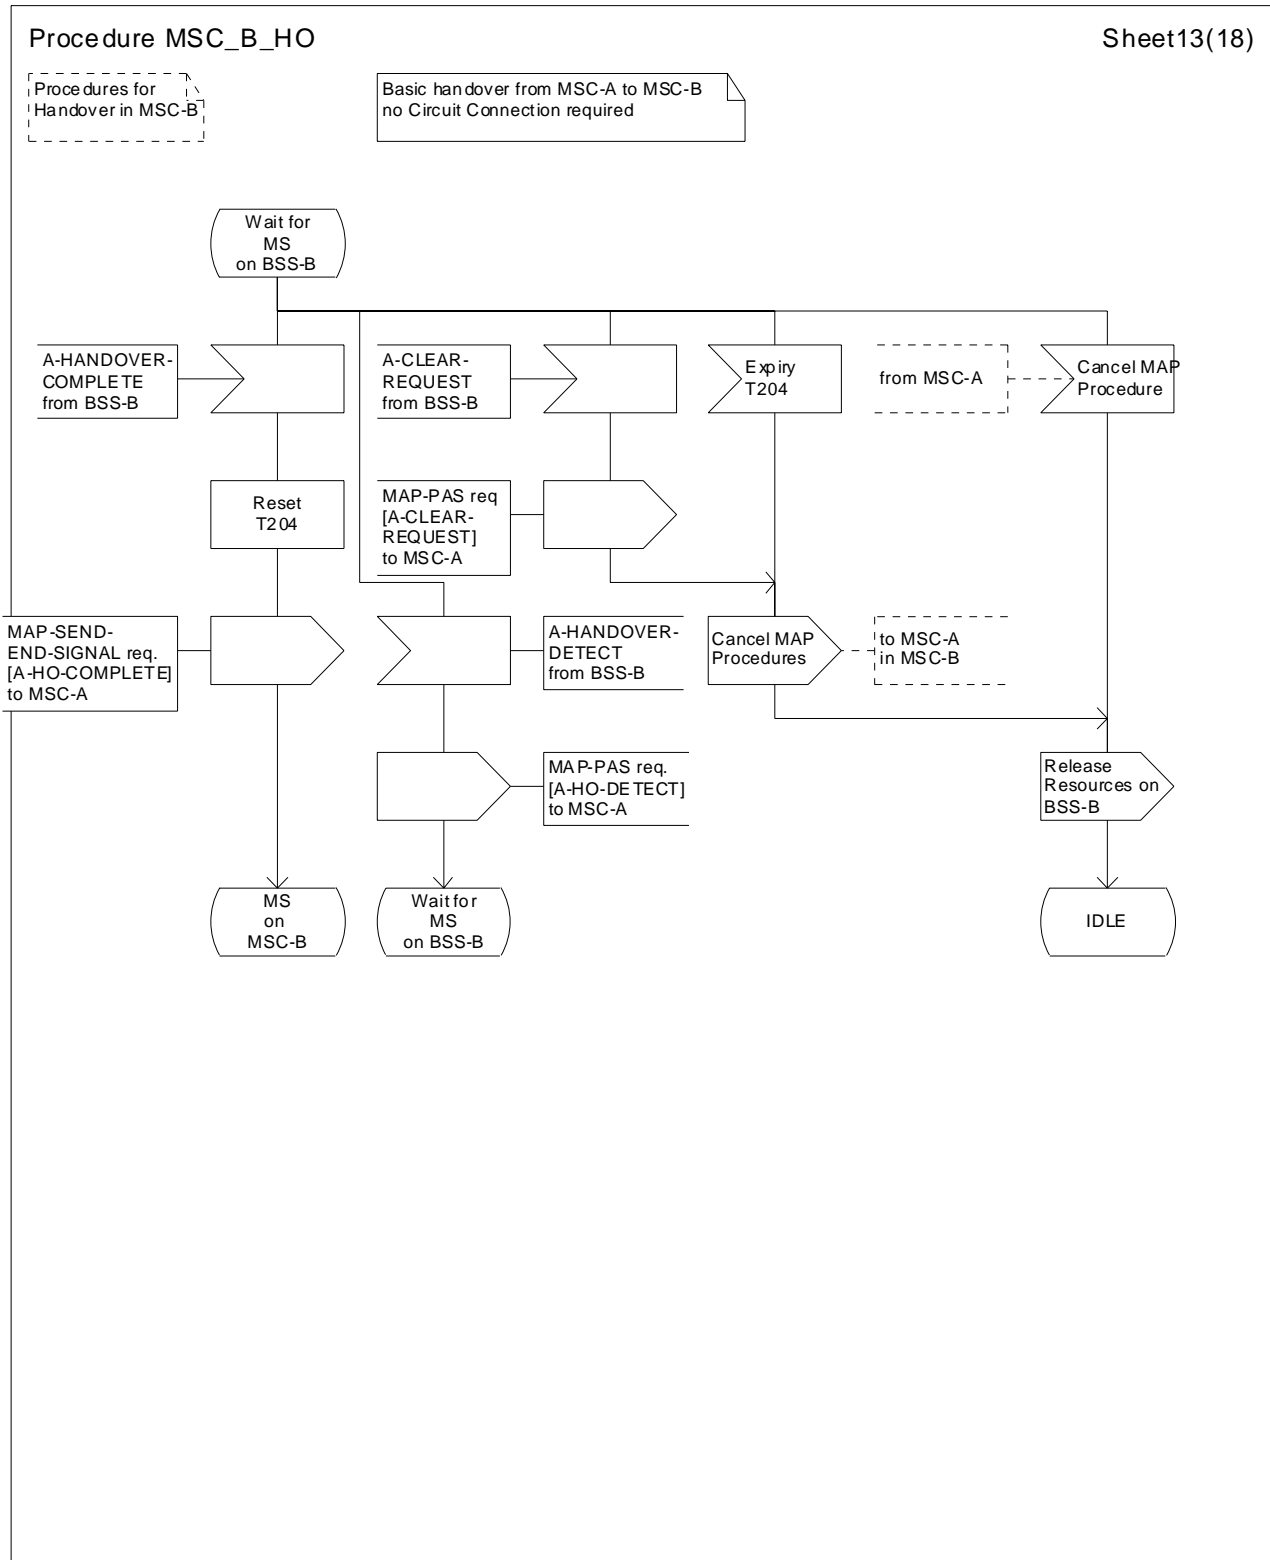 Procedure MSC_B_HO
Sheet13(18)
Procedures for
Handover in MSC-B
Basic handover from MSC-A to MSC-B
no Circuit Connection required
Wait for
MS
on BSS-B
A-HANDOVER-
COMPLETE
from BSS-B
A-CLEAR-
REQUEST
from BSS-B
Expiry
T204
from MSC-A
Cancel MAP
Procedure
Reset
T204
MAP-PAS req
[A-CLEAR-
REQUEST]
to MSC-A
MAP-SEND-
END-SIGNAL req.
[A-HO-COMPLETE]
to MSC-A
A-HANDOVER-
DETECT
from BSS-B
Cancel MAP
Procedures
to MSC-A
in MSC-B
MAP-PAS req.
[A-HO-DETECT]
to MSC-A
Release
Resources on
BSS-B
MS
on
MSC-B
Wait for
MS
on BSS-B
IDLE